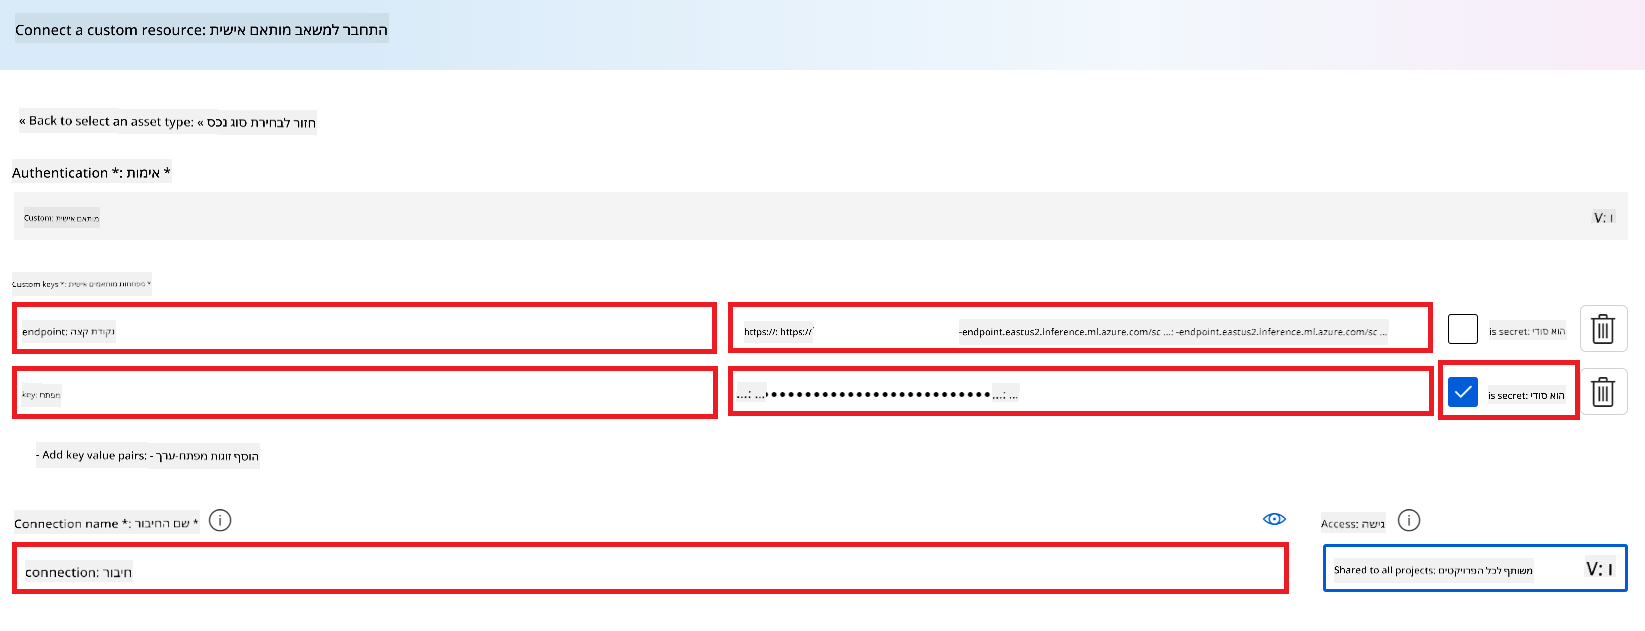 Connect a custom resource: התחבר למשאב מותאם אישית
« Back to select an asset type: « חזור לבחירת סוג נכס
Authentication *: אימות *
Custom: מותאם אישית V: ו
Custom keys *: מפתחות מותאמים אישית *
endpoint: נקודת קצה https://: https:// -endpoint.eastus2.inference.ml.azure.com/sc ...: -endpoint.eastus2.inference.ml.azure.com/sc ... is secret: הוא סודי
key: מפתח ...: ... ••••••••••••••••••••••••••• ...: ... is secret: הוא סודי
- Add key value pairs: - הוסף זוגות מפתח-ערך
Connection name *: שם החיבור * Access: גישה
connection: חיבור Shared to all projects: משותף לכל הפרויקטים V: ו